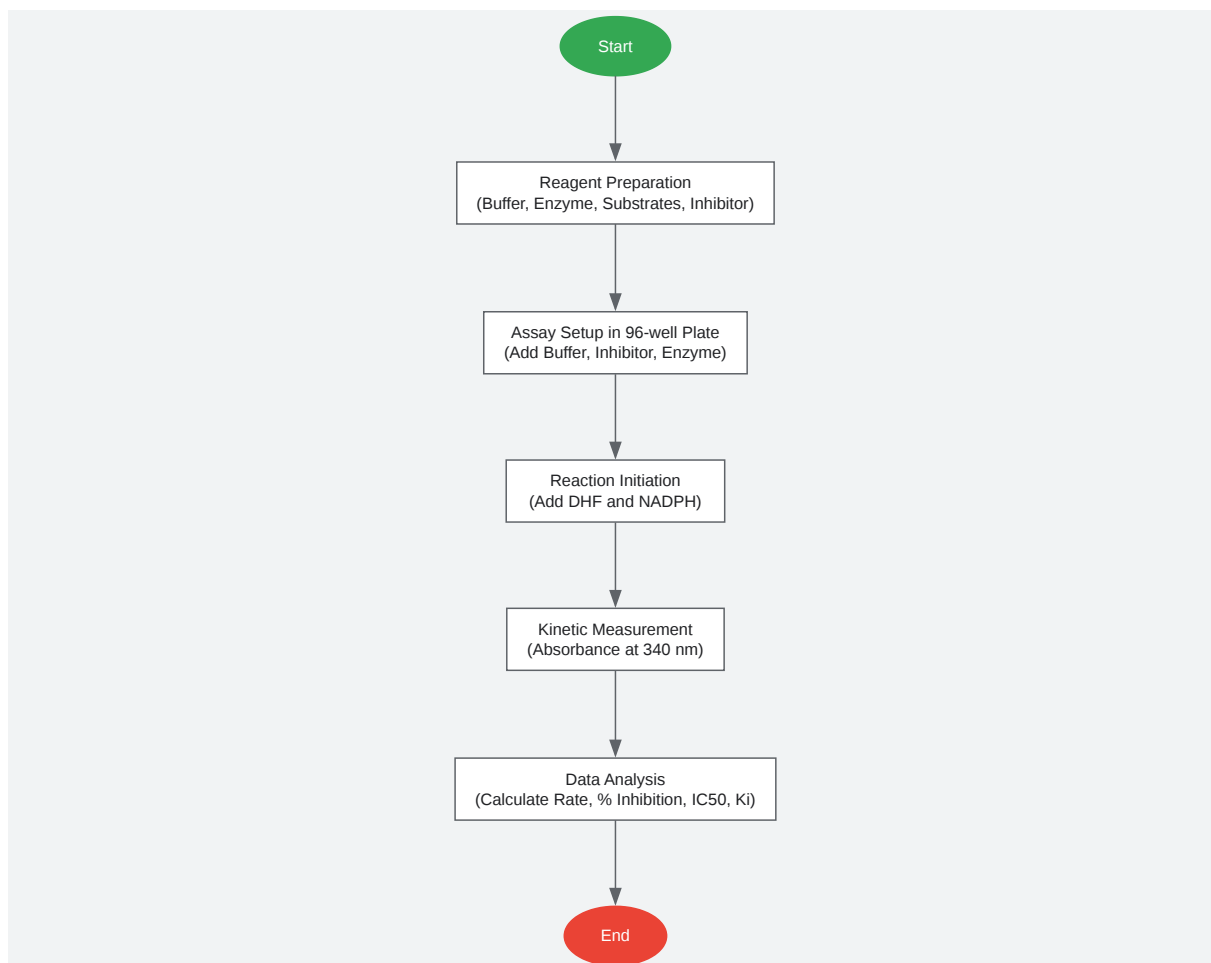 Start
Reagent Preparation
(Buffer, Enzyme, Substrates, Inhibitor)
Assay Setup in 96-well Plate
(Add Buffer, Inhibitor, Enzyme)
Reaction Initiation
(Add DHF and NADPH)
Kinetic Measurement
(Absorbance at 340 nm)
Data Analysis
(Calculate Rate, % Inhibition, IC50, Ki)
End